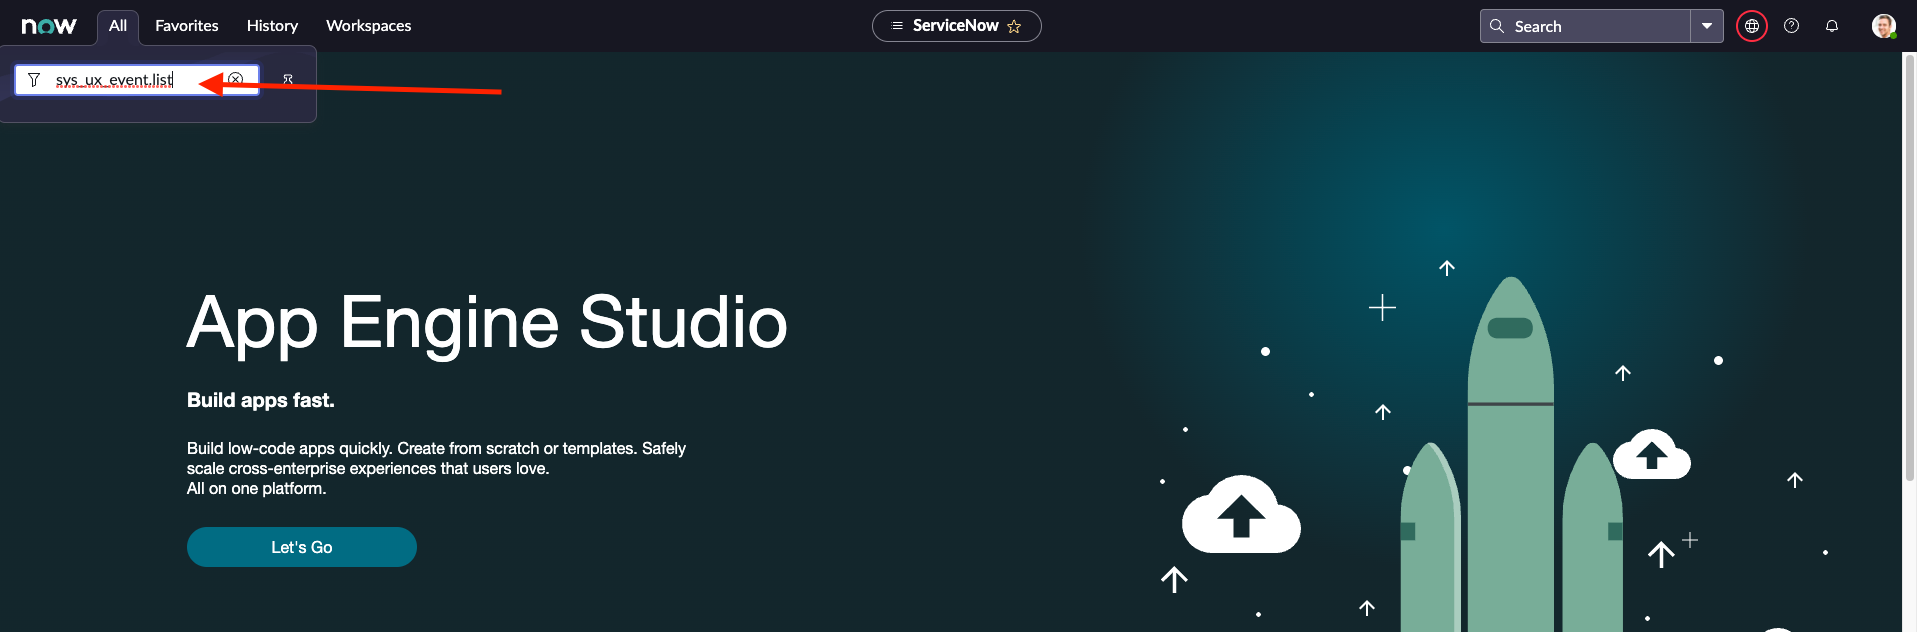 now All Favorites History Workspaces ServiceNow Search
sys_ux_event.list
App Engine Studio
Build apps fast.
Build low-code apps quickly. Create from scratch or templates. Safely
scale cross-enterprise experiences that users love.
All on one platform.
Let's Go